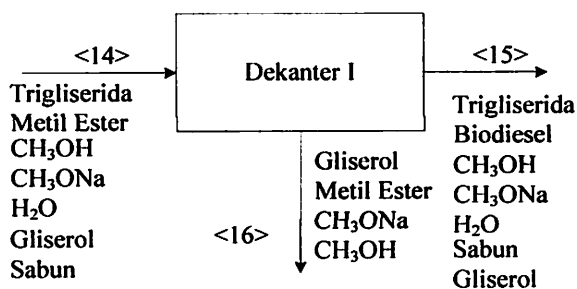 <14>
Dekanter I
<15>
Trigliserida
Metil Ester
CH₃OH
CH₃ONa
H₂O
Gliserol
Sabun
<16>
Gliserol
Metil Ester
CH₃ONa
CH₃OH
Trigliserida
Biodiesel
CH₃OH
CH₃ONa
H₂O
Sabun
Gliserol